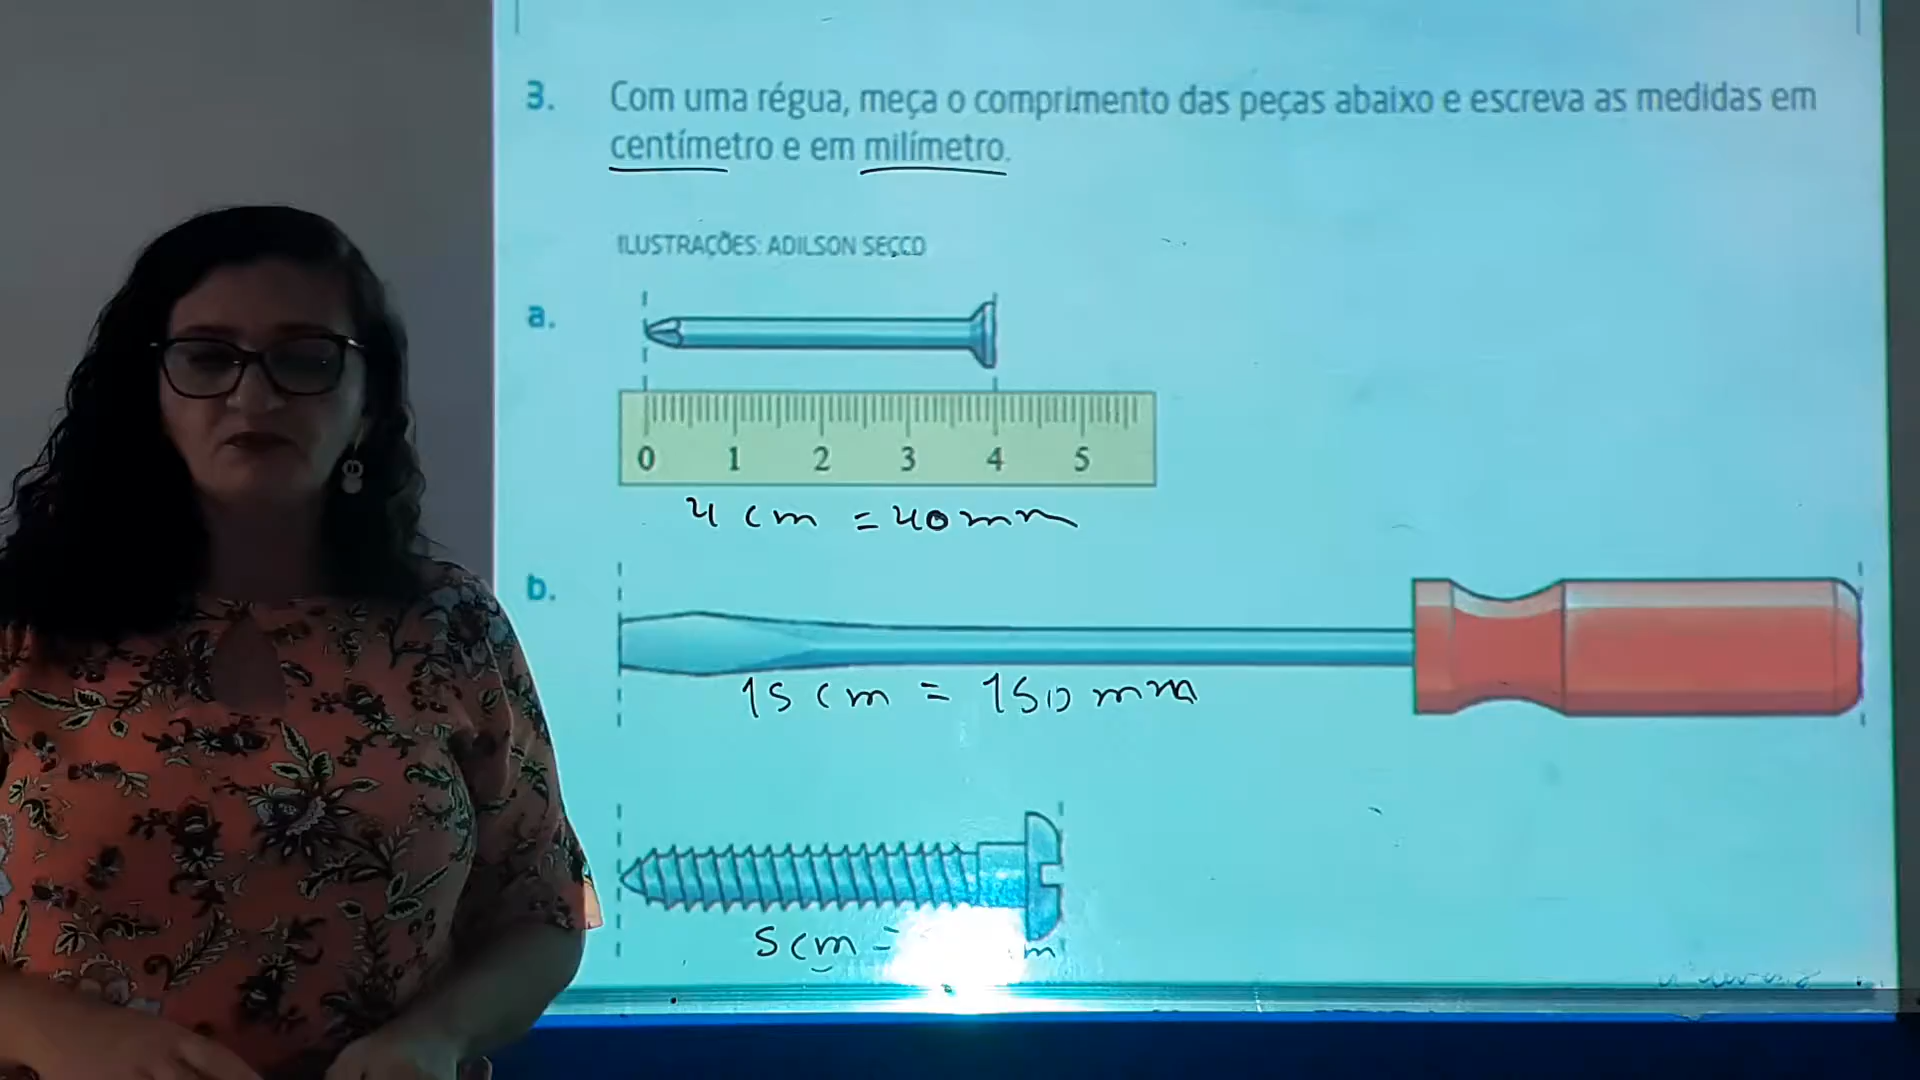 3. Com uma régua, meça o comprimento das peças abaixo e escreva as medidas em
centímetro e em milímetro.
ILUSTRAÇÕES: ADILSON SECCO
a.
0 1 2 3 4 5
4 cm = 40 mm
b.
15 cm = 150 mm
5 cm =